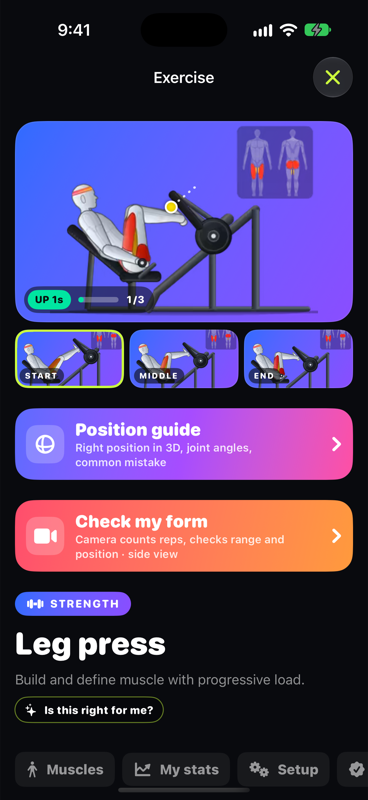 9:41
Exercise
UP 1s
1/3
START
MIDDLE
END
Position guide
Right position in 3D, joint angles,
common mistake
Check my form
Camera counts reps, checks range and
position · side view
STRENGTH
Leg press
Build and define muscle with progressive load.
Is this right for me?
Muscles
My stats
Setup